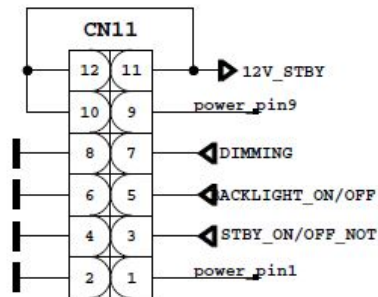 CN11
12 11 12V_STBY
10 9 power_pin9
8 7 DIMMING
6 5 ACKLIGHT_ON/OFF
4 3 STBY_ON/OFF_NOT
2 1 power_pin1